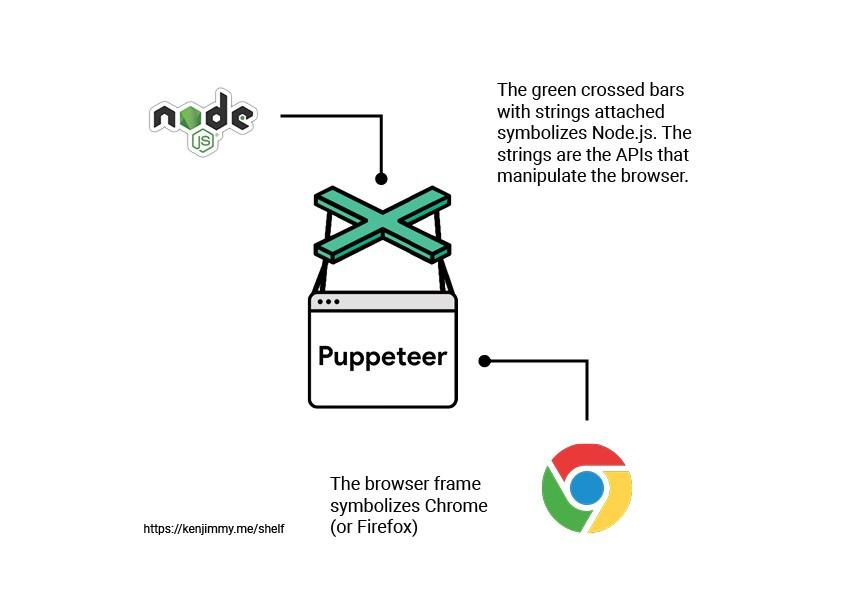 node
JS
The green crossed bars
with strings attached
symbolizes Node.js. The
strings are the APIs that
manipulate the browser.
Puppeteer
The browser frame
symbolizes Chrome
(or Firefox)
https://kenjimmy.me/shelf